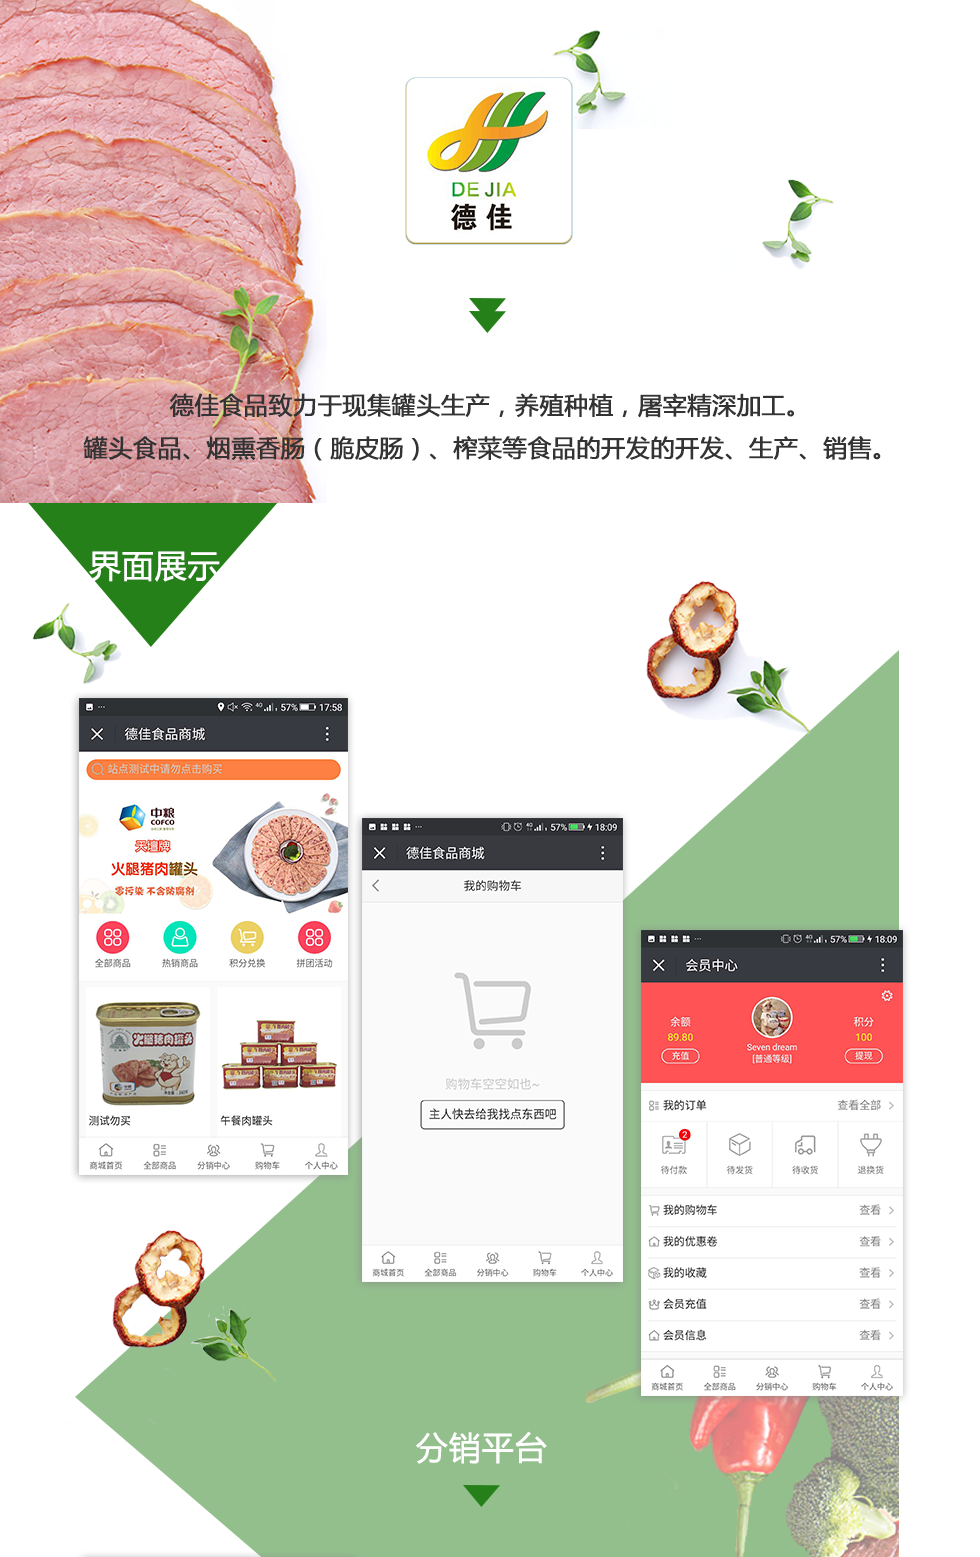 DE JIA
德佳
德佳食品致力于现集罐头生产，养殖种植，屠宰精深加工。
罐头食品、烟熏香肠（脆皮肠）、榨菜等食品的开发的开发、生产、销售。
界面展示
4G 57% 17:58
德佳食品商城
站点测试中请勿点击购买
中粮
COFCO
天坛牌
火腿猪肉罐头
零污染 不含防腐剂
全部商品 热销商品 积分兑换 拼团活动
火腿猪肉罐头
测试勿买 午餐肉罐头
商城首页 全部商品 分销中心 购物车 个人中心
4G 57% 18:09
德佳食品商城
我的购物车
购物车空空如也~
主人快去给我找点东西吧
商城首页 全部商品 分销中心 购物车 个人中心
4G 57% 18:09
会员中心
余额 积分
89.80 100
充值 提现
Seven dream
[普通等级]
我的订单 查看全部
2
待付款 待发货 待收货 退换货
我的购物车 查看
我的优惠卷 查看
我的收藏 查看
会员充值 查看
会员信息 查看
商城首页 全部商品 分销中心 购物车 个人中心
分销平台